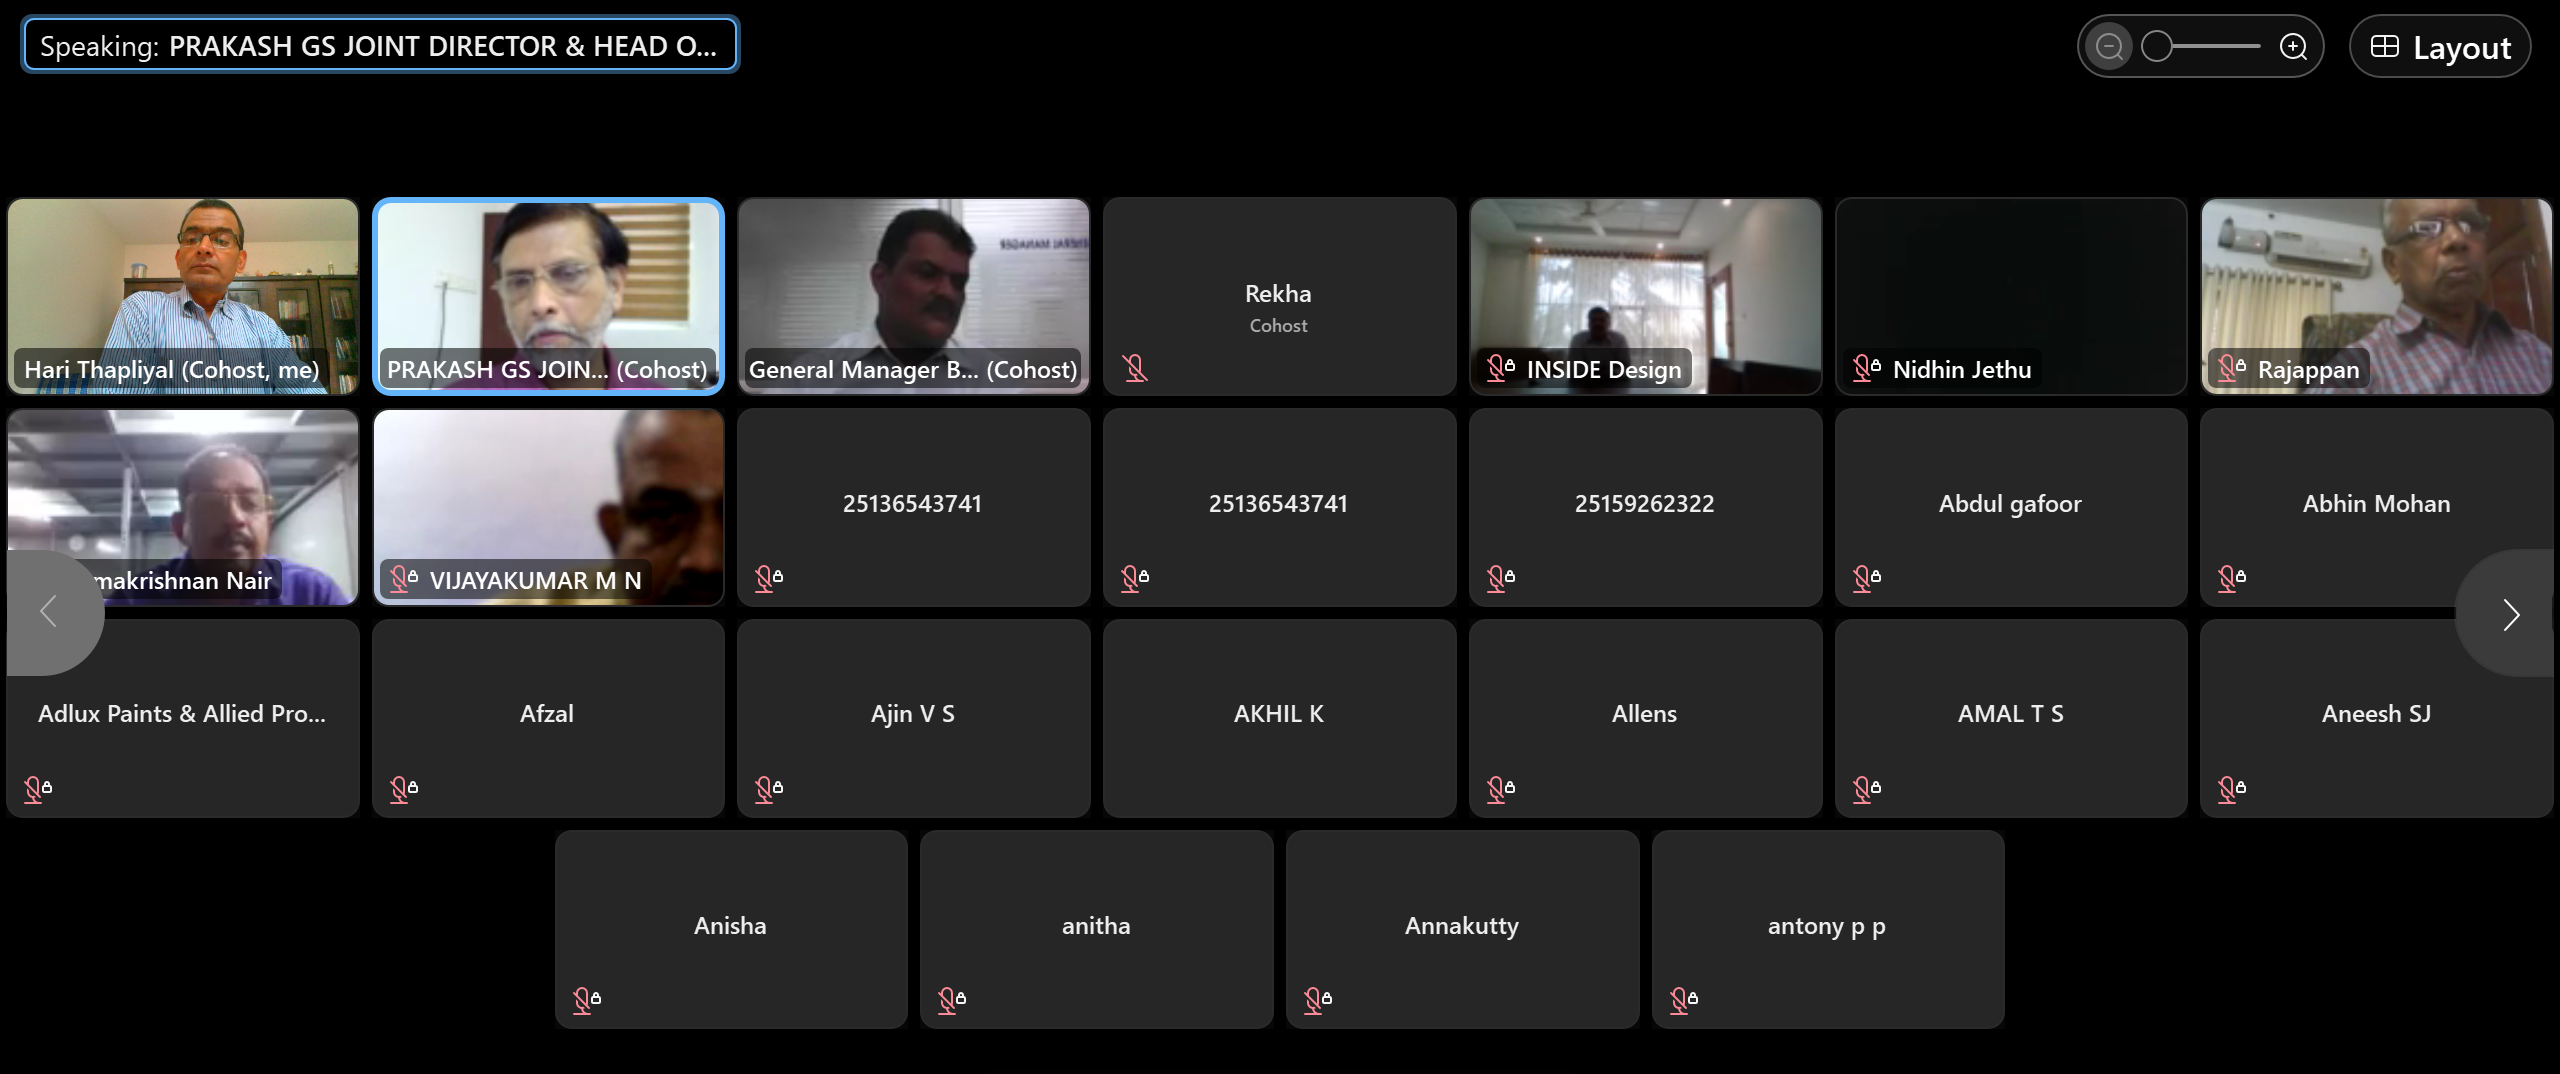 Speaking: PRAKASH GS JOINT DIRECTOR & HEAD O...
Layout
Hari Thapliyal (Cohost, me)
PRAKASH GS JOIN... (Cohost)
General Manager B... (Cohost)
Rekha
Cohost
INSIDE Design
Nidhin Jethu
Rajappan
makrishnan Nair
VIJAYAKUMAR M N
25136543741
25136543741
25159262322
Abdul gafoor
Abhin Mohan
Adlux Paints & Allied Pro...
Afzal
Ajin V S
AKHIL K
Allens
AMAL T S
Aneesh SJ
Anisha
anitha
Annakutty
antony p p